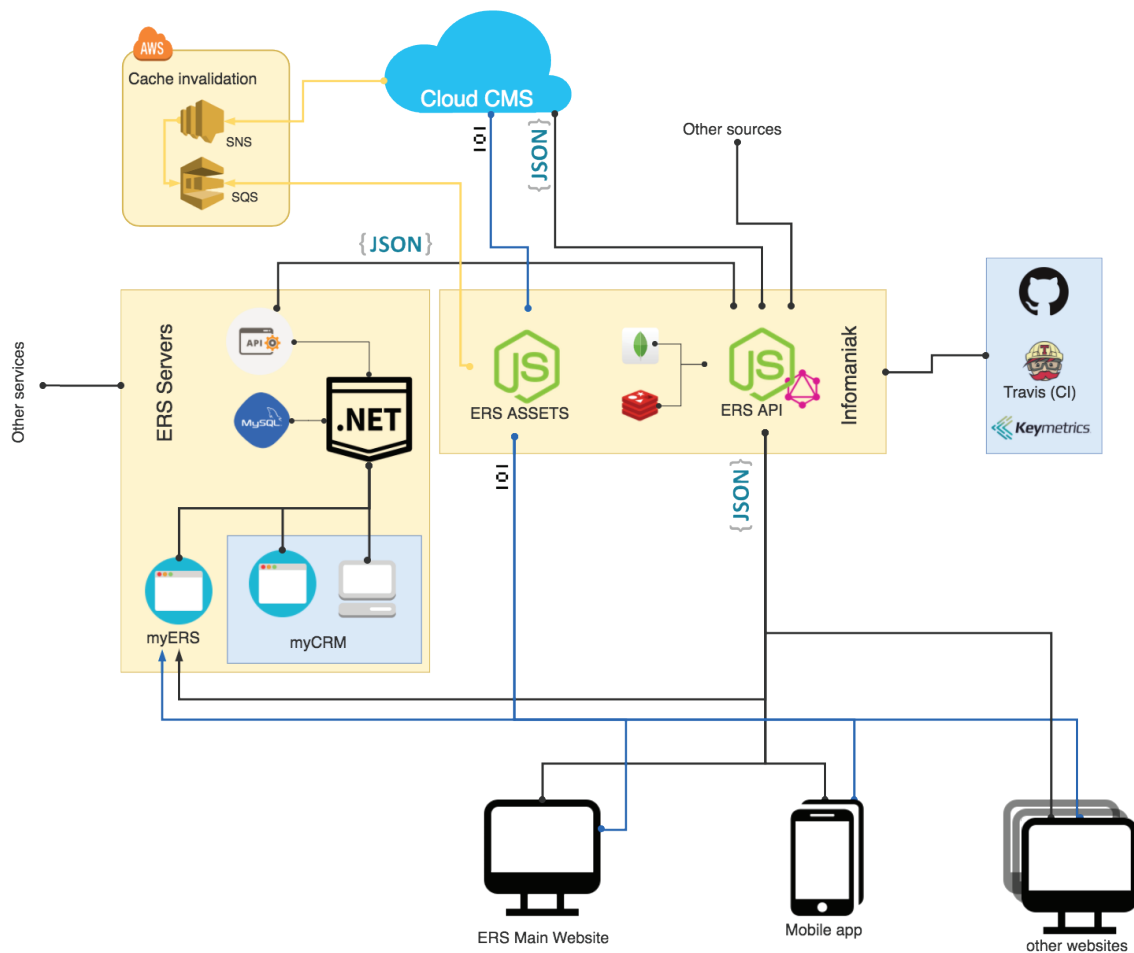 AWS
Cache invalidation
SNS
SQS
Cloud CMS
101
{JSON}
Other sources
{JSON}
Other services
ERS Servers
API
MySQL
.NET
myERS
myCRM
JS
ERS ASSETS
JS
ERS API
Infomaniak
T
Travis (CI)
Keymetrics
101
{JSON}
ERS Main Website
Mobile app
other websites